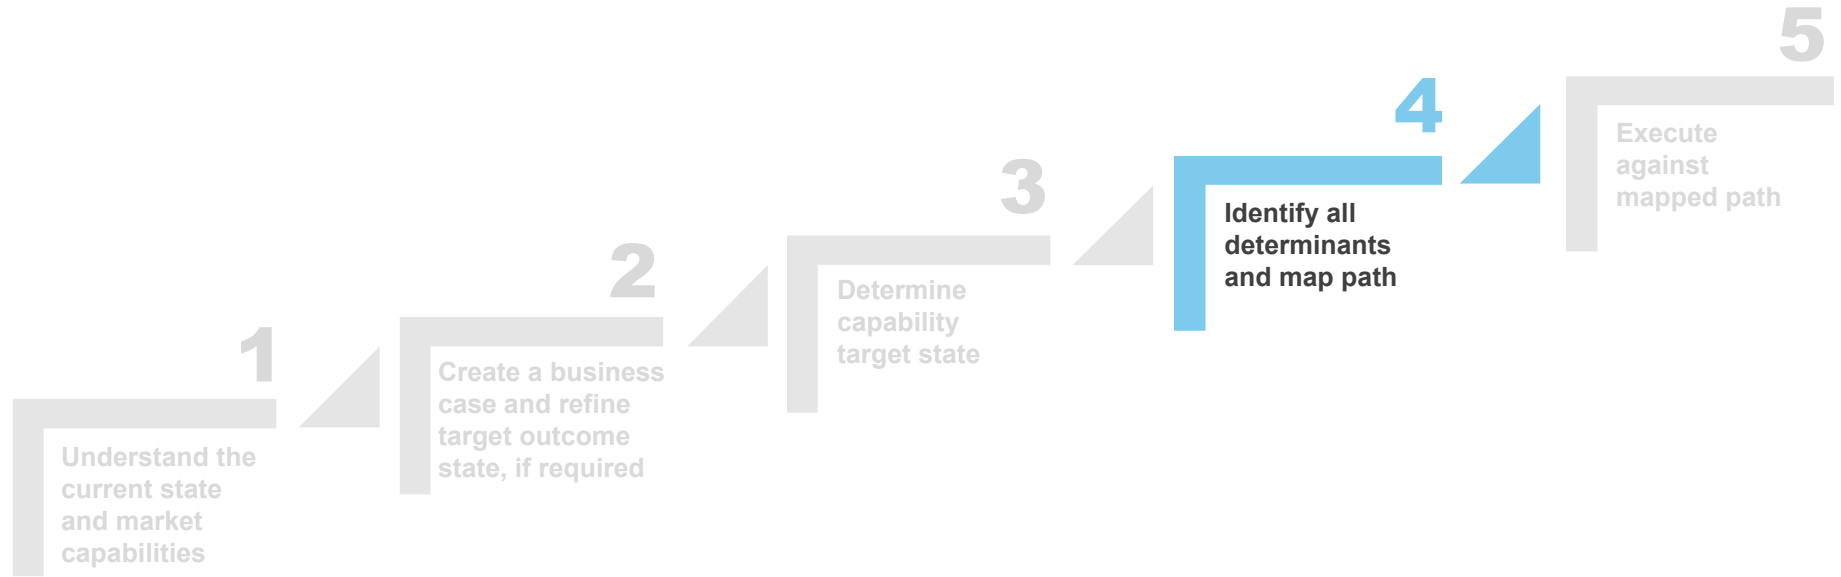 1
Understand the
current state
and market
capabilities
2
Create a business
case and refine
target outcome
state, if required
3
Determine
capability
target state
4
Identify all
determinants
and map path
5
Execute
against
mapped path